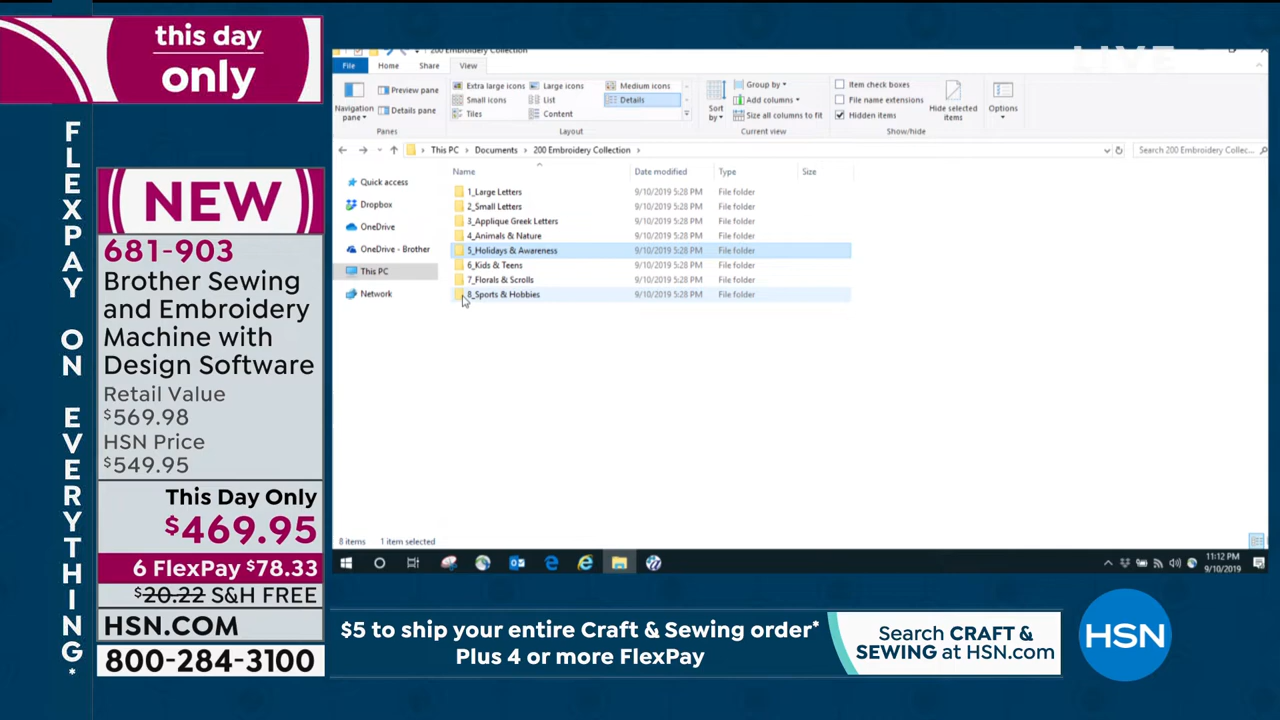 this day
only
FLEXPAY ON EVERYTHING*
NEW
681-903
Brother Sewing
and Embroidery
Machine with
Design Software
Retail Value
$569.98
HSN Price
$549.95
This Day Only
$469.95
6 FlexPay $78.33
$20.22 S&H FREE
HSN.COM
800-284-3100
LIVE
200 Embroidery Collection
File Home Share View
Navigation pane
Preview pane
Details pane
Panes
Extra large icons Large icons Medium icons
Small icons List Details
Tiles Content
Layout
Sort by
Group by
Add columns
Size all columns to fit
Current view
Item check boxes
File name extensions
Hidden items
Hide selected items
Show/hide
Options
This PC > Documents > 200 Embroidery Collection >
Search 200 Embroidery Collec...
Quick access
Dropbox
OneDrive
OneDrive - Brother
This PC
Network
Name Date modified Type Size
1_Large Letters 9/10/2019 5:28 PM File folder
2_Small Letters 9/10/2019 5:28 PM File folder
3_Applique Greek Letters 9/10/2019 5:28 PM File folder
4_Animals & Nature 9/10/2019 5:28 PM File folder
5_Holidays & Awareness 9/10/2019 5:28 PM File folder
6_Kids & Teens 9/10/2019 5:28 PM File folder
7_Florals & Scrolls 9/10/2019 5:28 PM File folder
8_Sports & Hobbies 9/10/2019 5:28 PM File folder
8 items 1 item selected
11:12 PM
9/10/2019
$5 to ship your entire Craft & Sewing order*
Plus 4 or more FlexPay
Search CRAFT &
SEWING at HSN.com
HSN